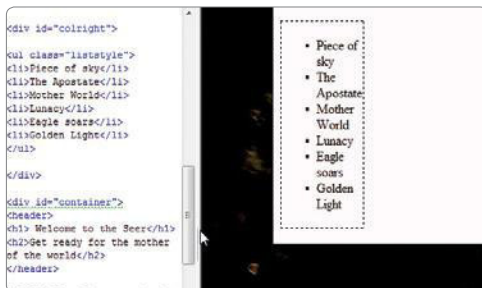 <div id="colright">
<ul class="liststyle">
<li>Piece of sky</li>
<li>The Apostate</li>
<li>Mother World</li>
<li>Lunacy</li>
<li>Eagle soars</li>
<li>Golden Light</li>
</ul>
</div>
<div id="container">
<header>
<h1> Welcome to the Seer</h1>
<h2>Get ready for the mother
of the world</h2>
</header>
Piece of
sky
The
Apostate
Mother
World
Lunacy
Eagle
soars
Golden
Light